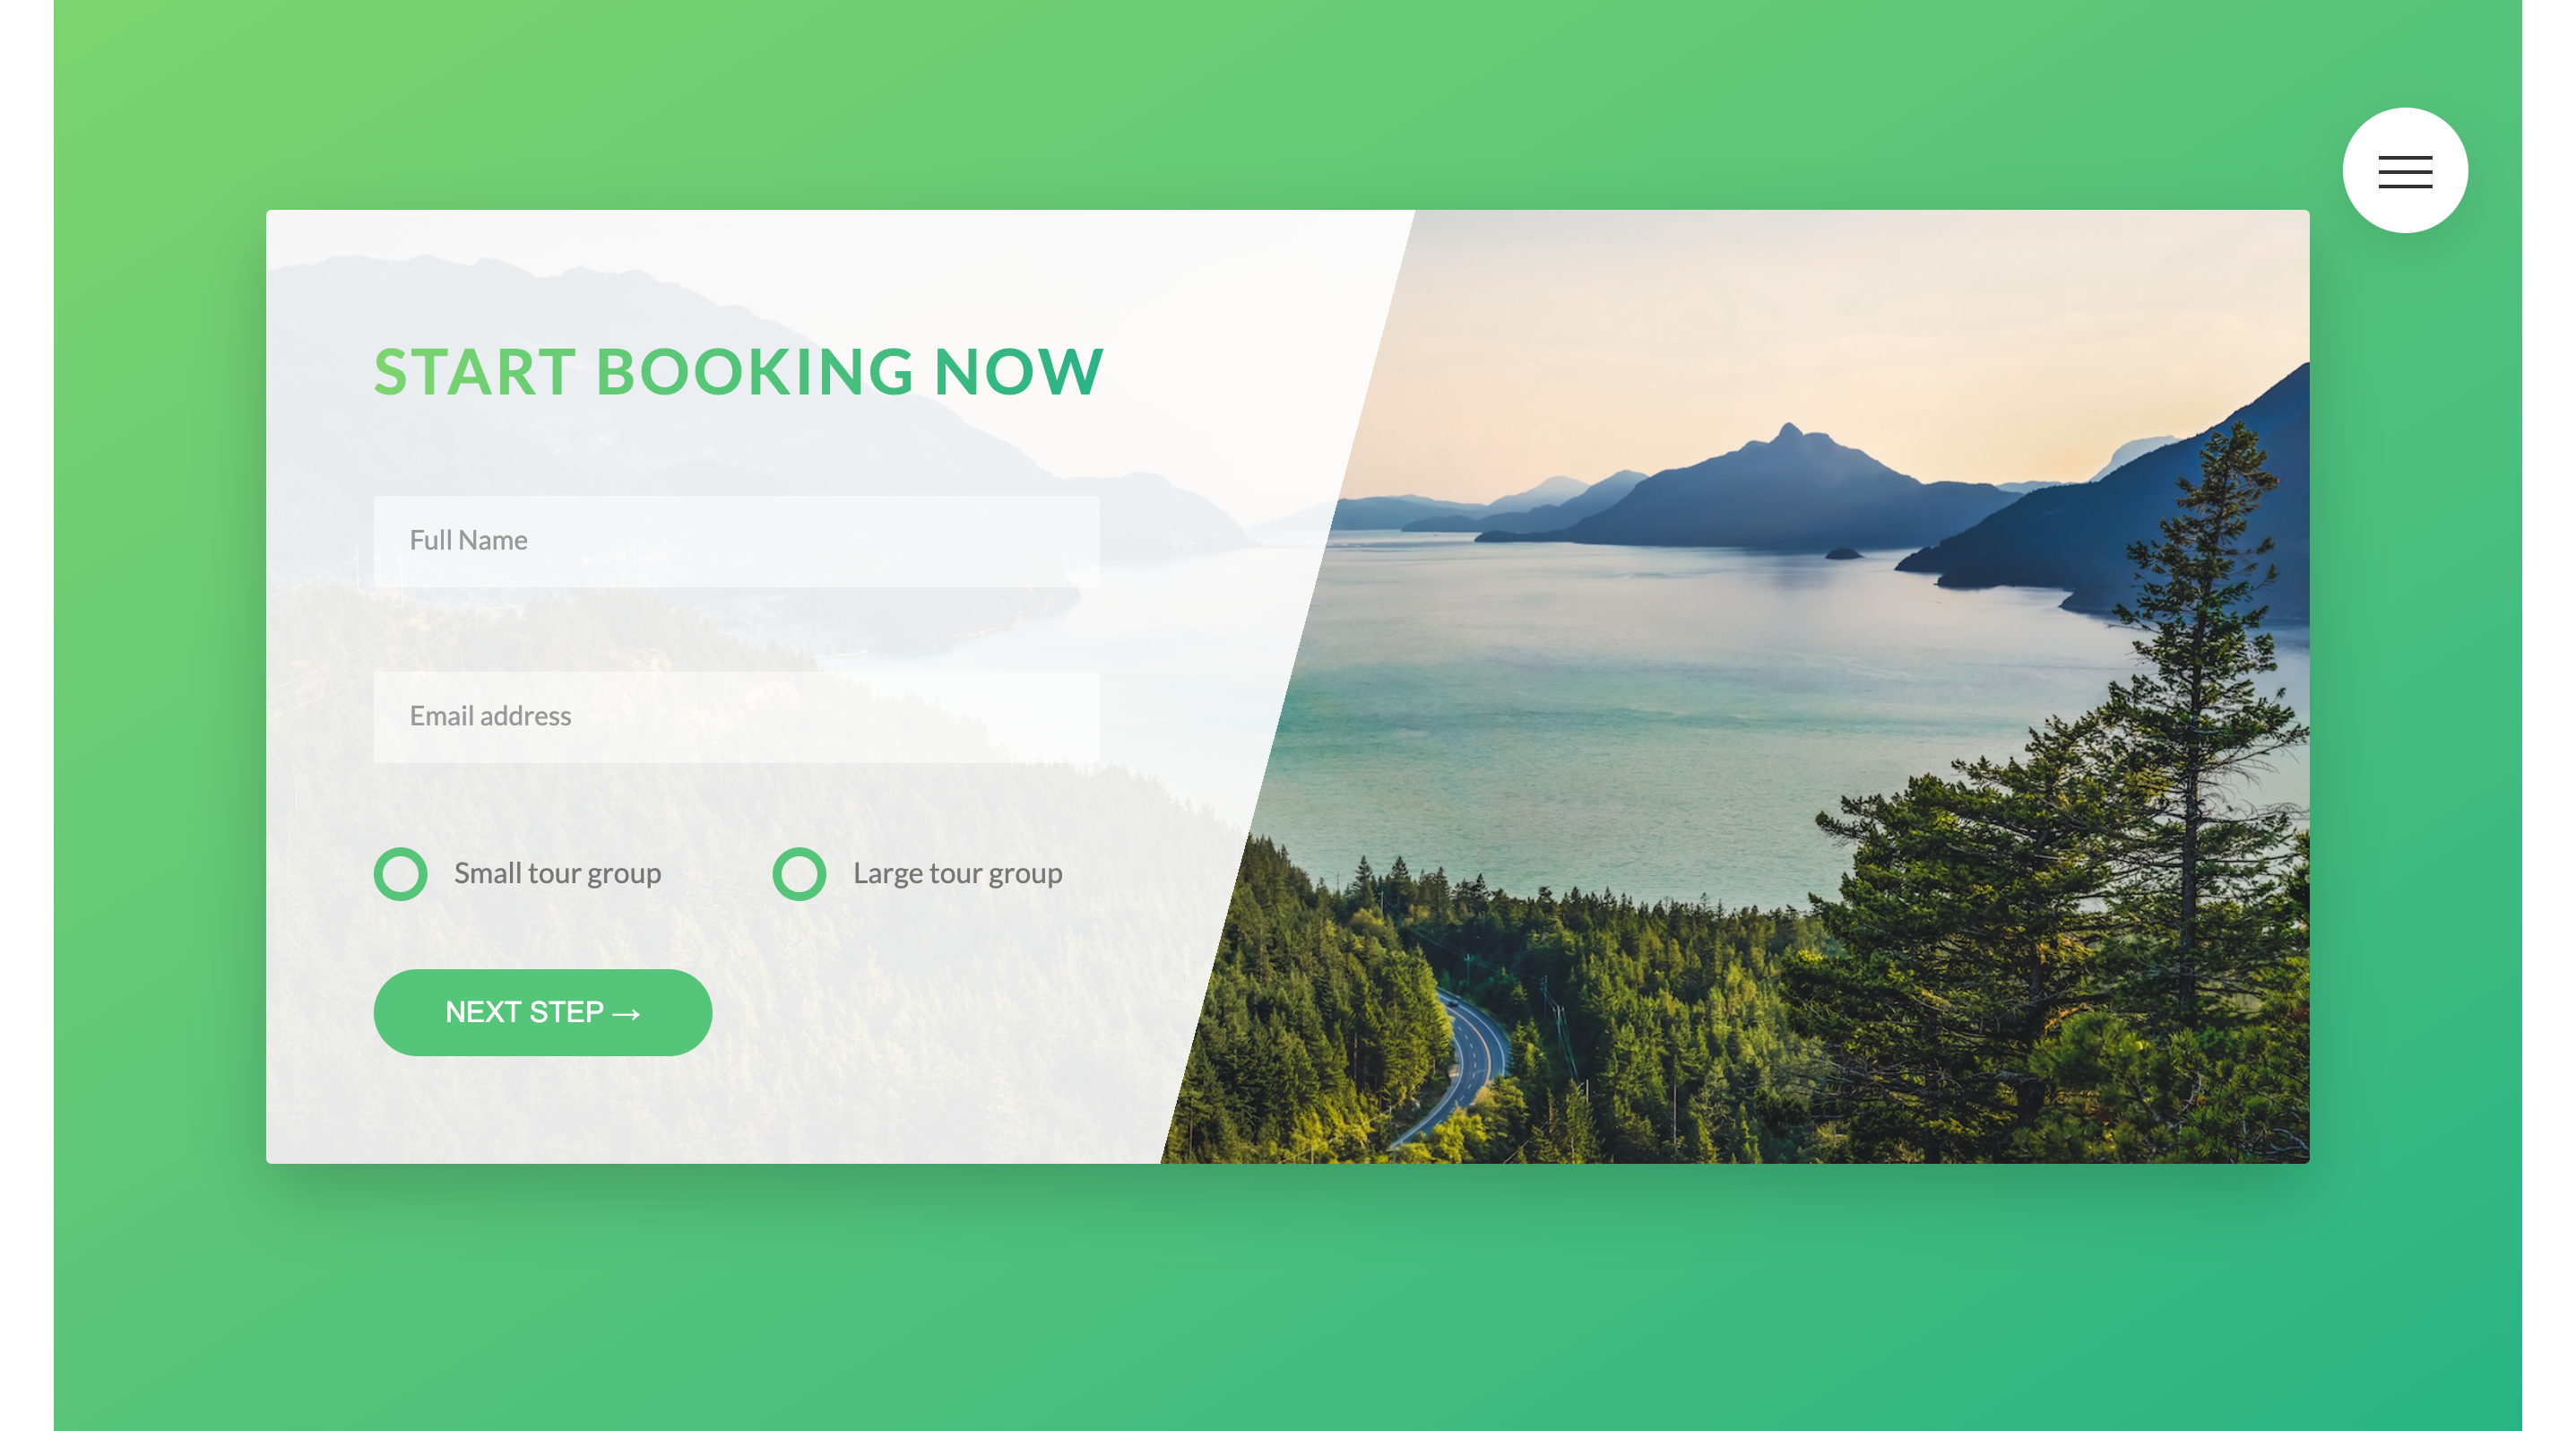 START BOOKING NOW
Full Name
Email address
Small tour group
Large tour group
NEXT STEP →